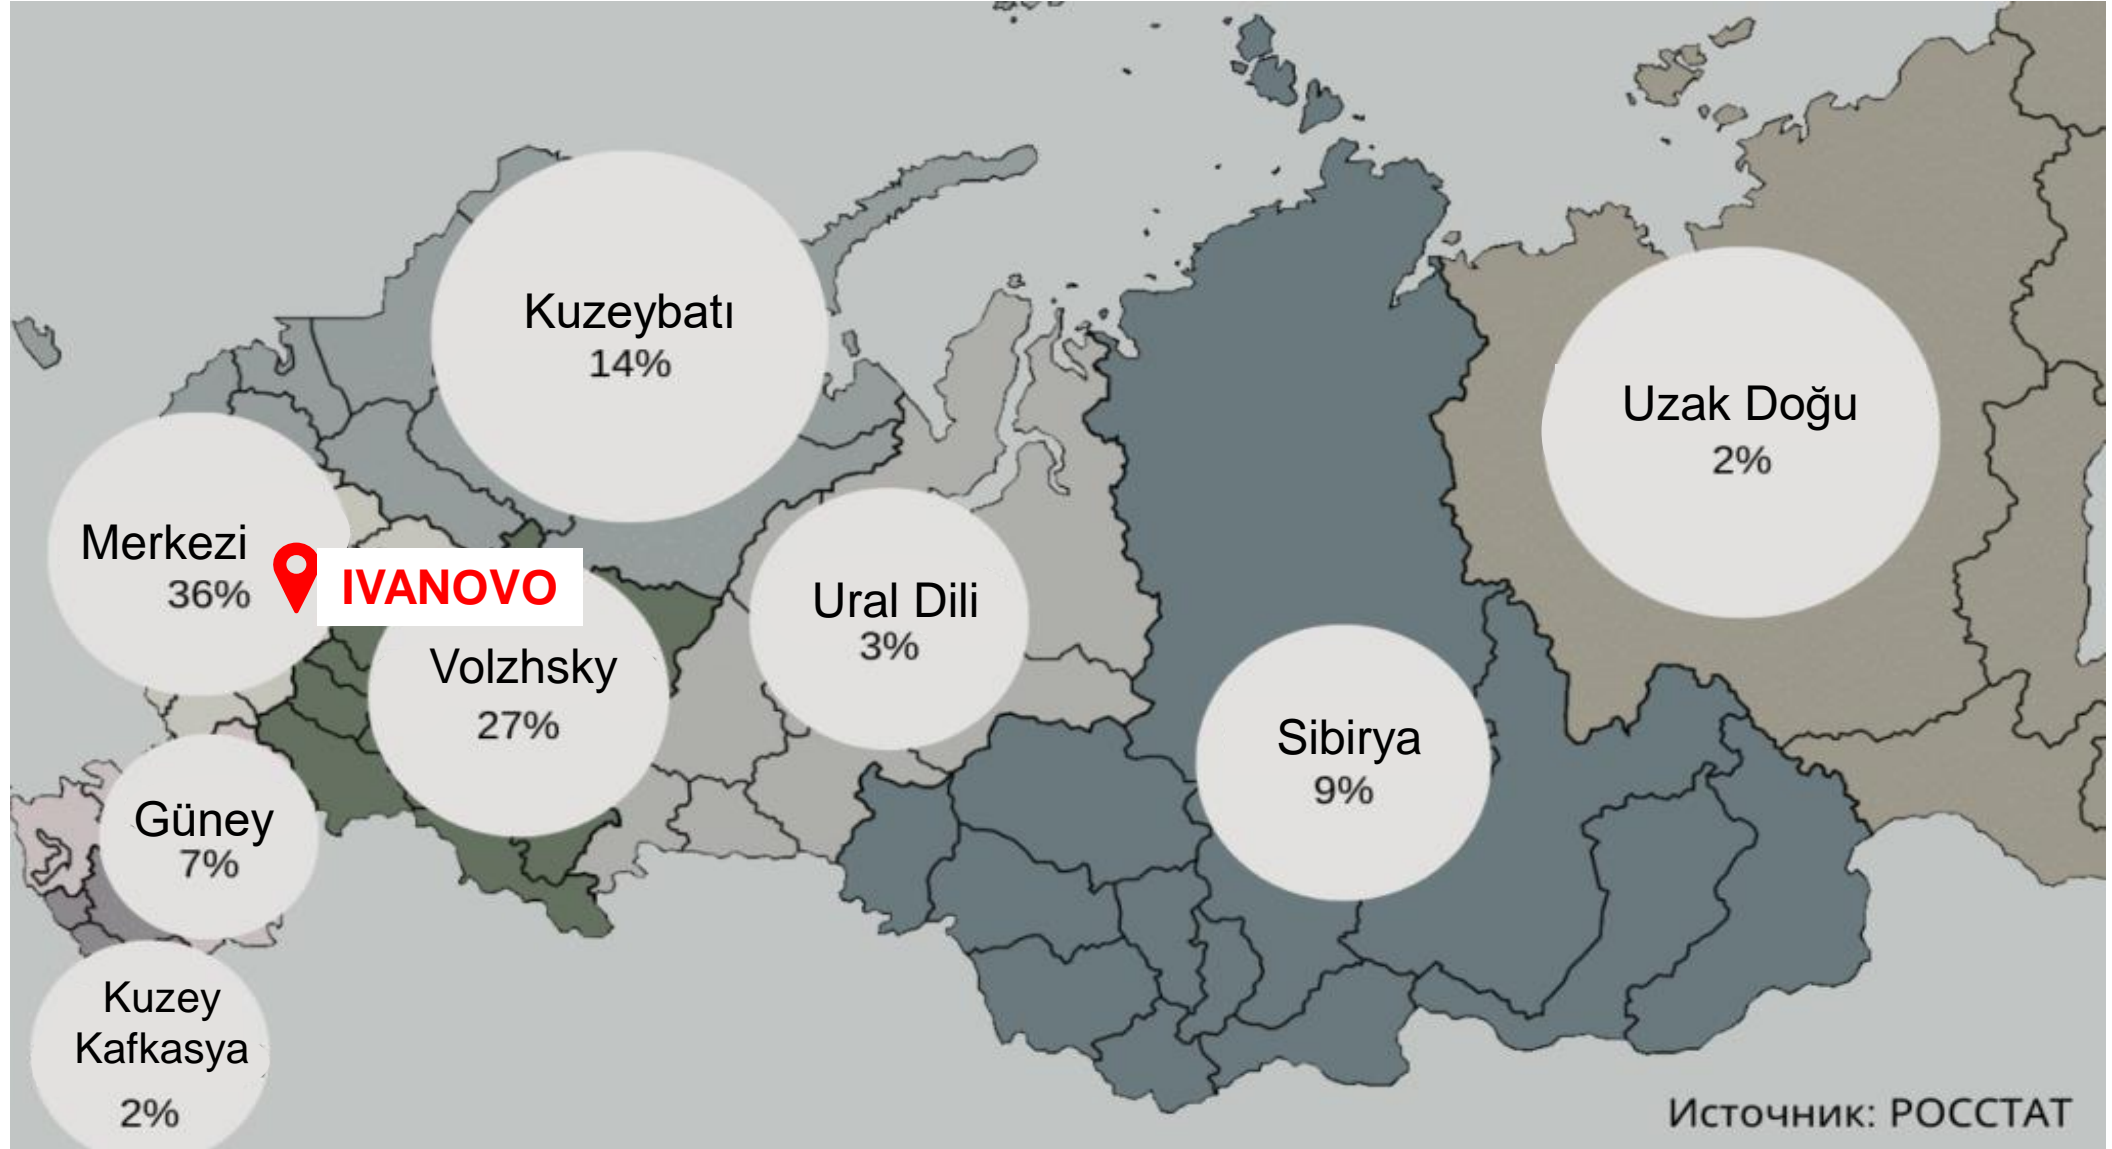 Kuzeybatı
14%
Uzak Doğu
2%
Merkezi
36%
IVANOVO
Ural Dili
3%
Volzhsky
27%
Sibirya
9%
Güney
7%
Kuzey
Kafkasya
2%
Источник: РОССТАТ